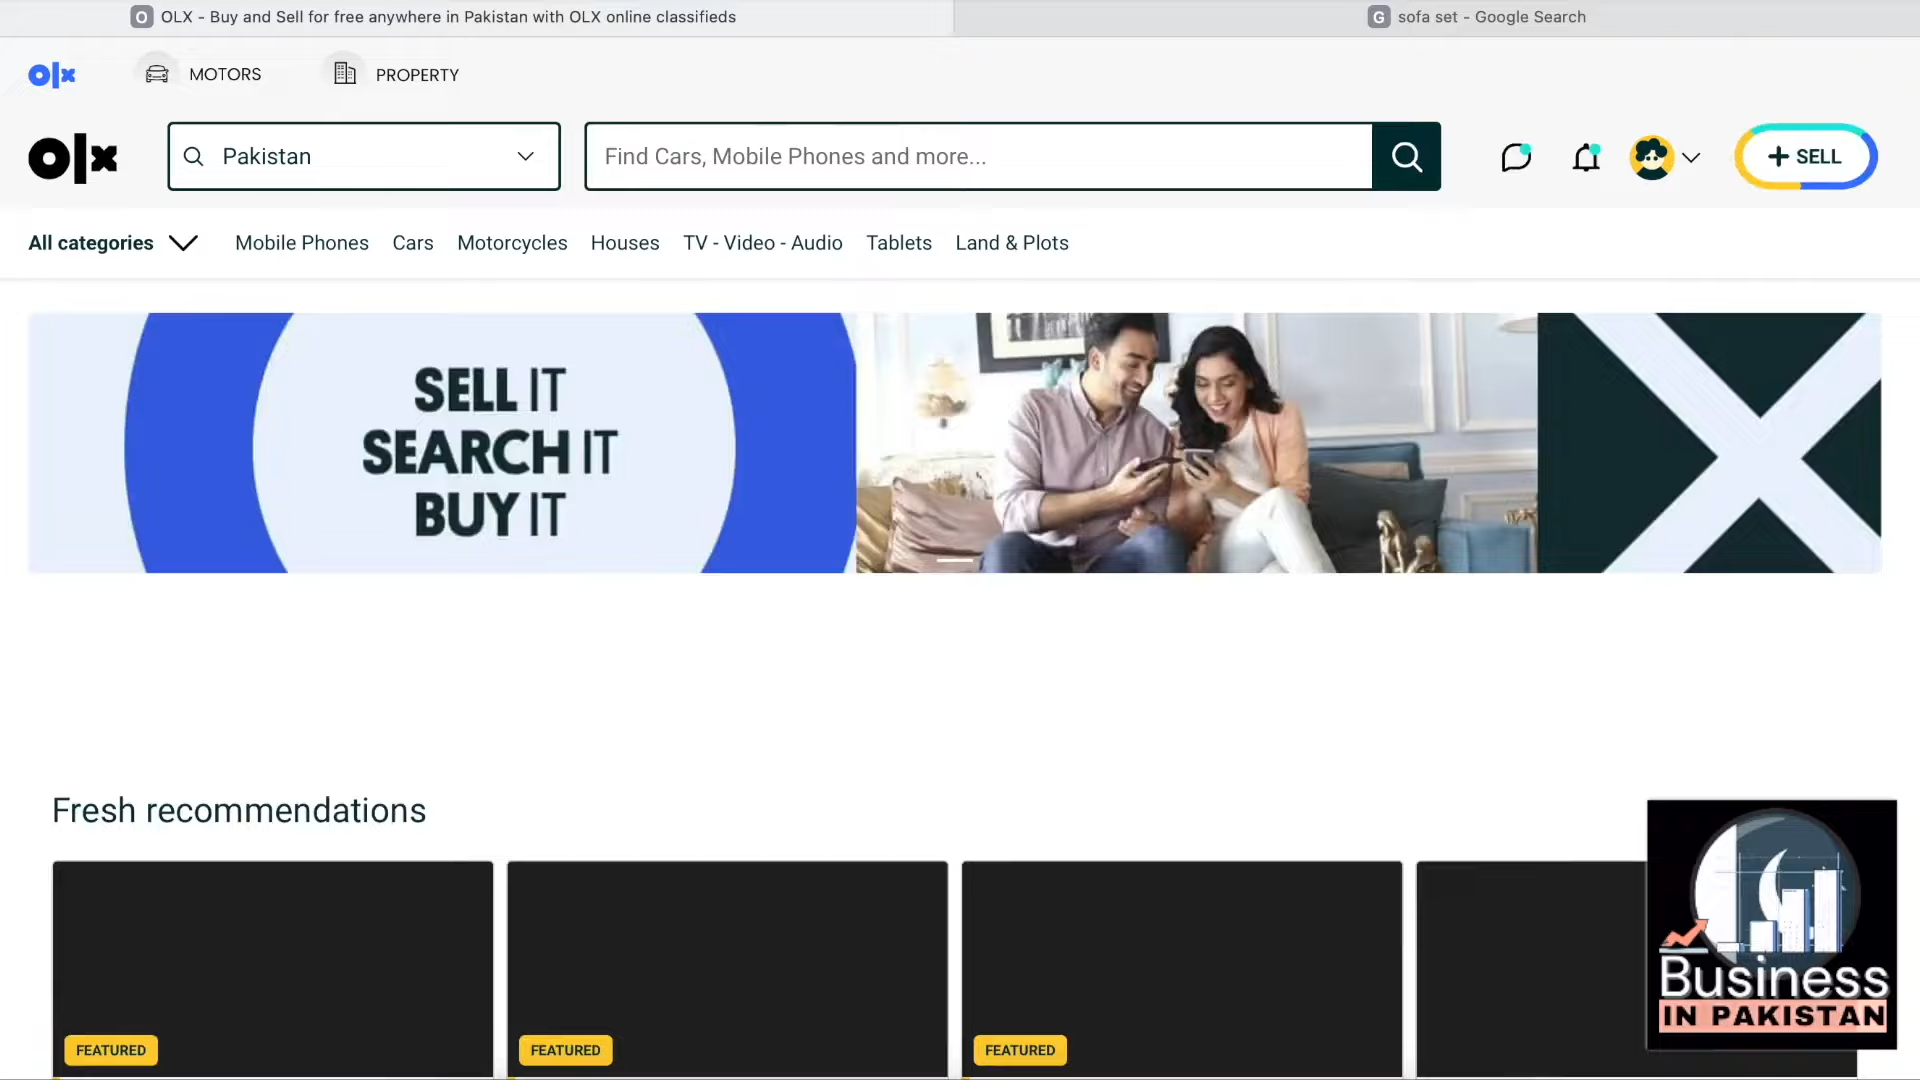 O OLX - Buy and Sell for free anywhere in Pakistan with OLX online classifieds
G sofa set - Google Search
olx MOTORS PROPERTY
olx Pakistan Find Cars, Mobile Phones and more... + SELL
All categories Mobile Phones Cars Motorcycles Houses TV - Video - Audio Tablets Land & Plots
SELL IT
SEARCH IT
BUY IT
Fresh recommendations
FEATURED FEATURED FEATURED
Business
IN PAKISTAN